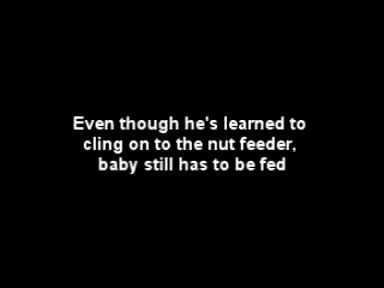 Even though he's learned to
cling on to the nut feeder,
baby still has to be fed